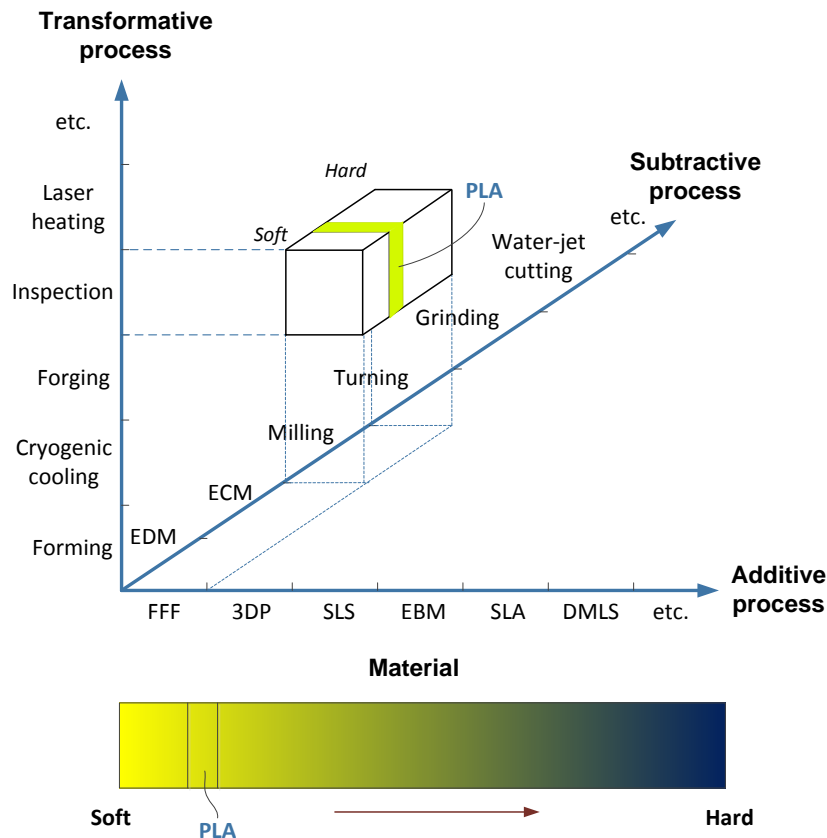 Transformative
process
etc.
Laser
heating
Inspection
Forging
Cryogenic
cooling
Forming
Hard
Soft
PLA
Subtractive
process
etc.
Water-jet
cutting
Grinding
Turning
Milling
ECM
EDM
Additive
process
FFF 3DP SLS EBM SLA DMLS etc.
Material
Soft
PLA
Hard